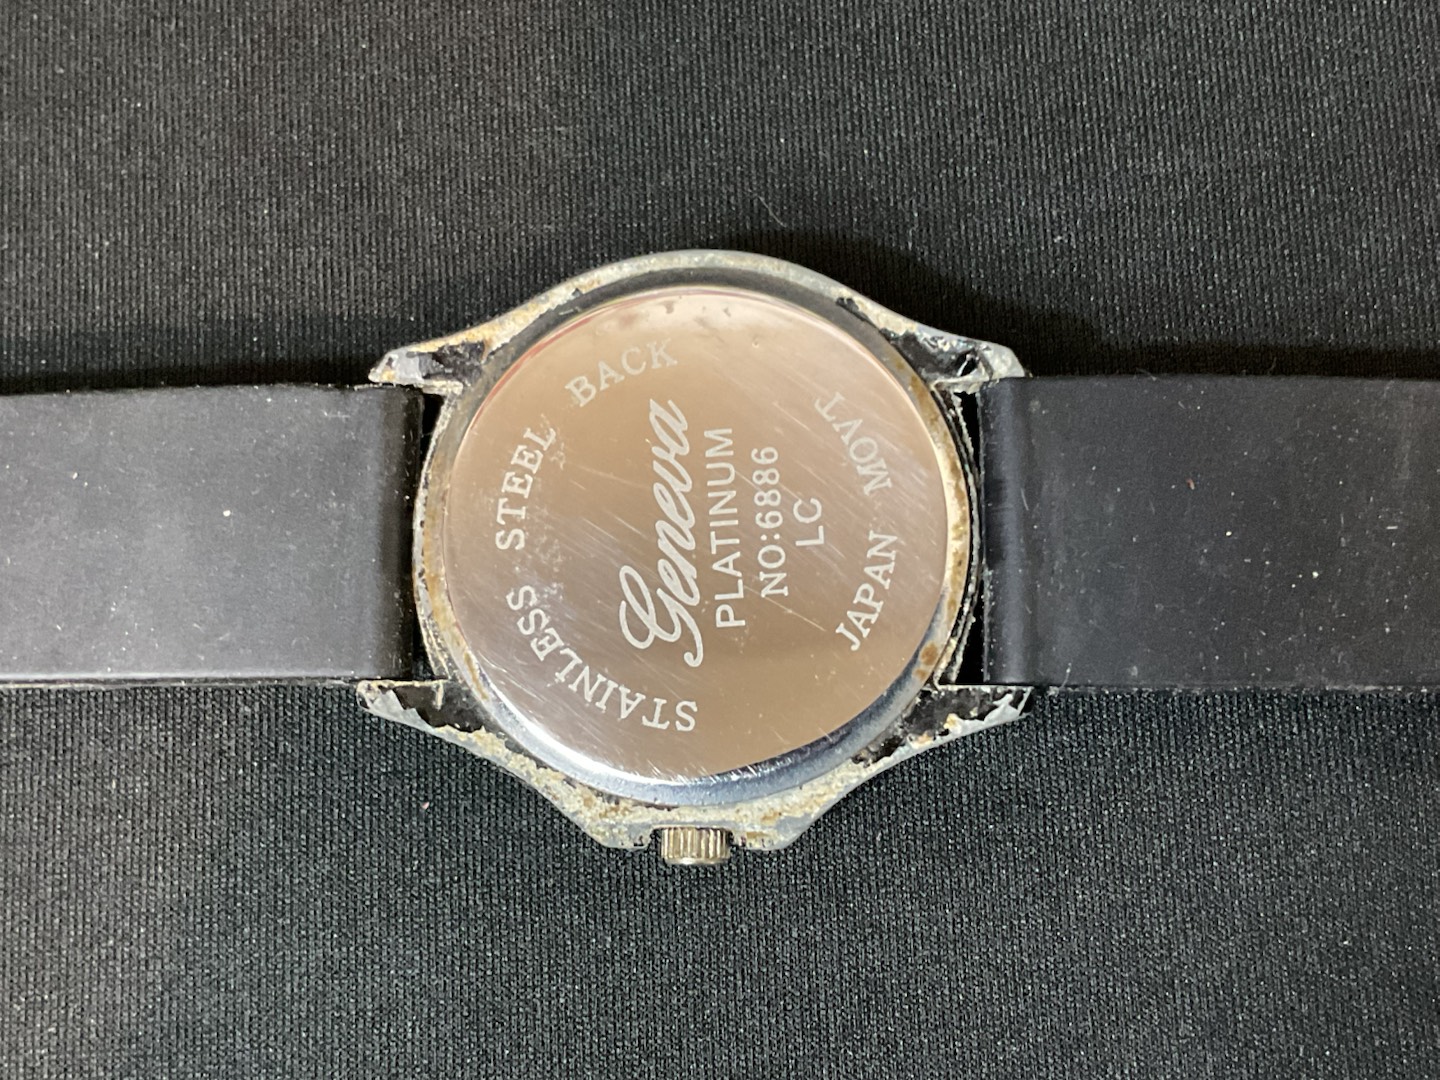 STAINLESS STEEL BACK
Geneva
PLATINUM
NO:6886
LC
JAPAN MOVT